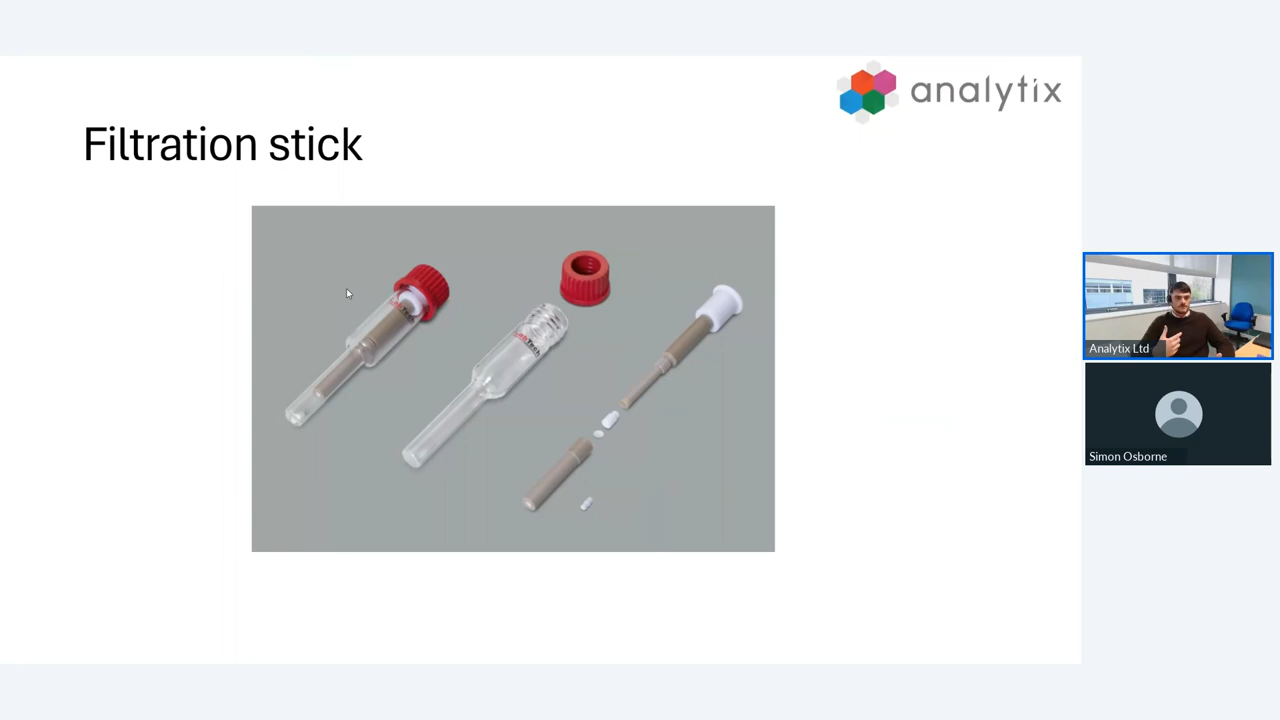 analytix
Filtration stick
Analytix Ltd
Simon Osborne